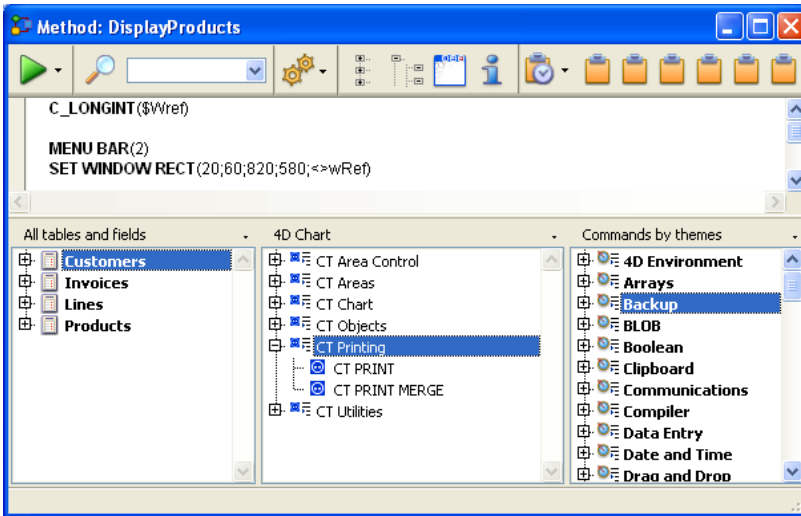 Method: DisplayProducts
C_LONGINT($Wref)
MENU BAR(2)
SET WINDOW RECT(20;60;820;580;<>wRef)
All tables and fields
Customers
Invoices
Lines
Products
4D Chart
CT Area Control
CT Areas
CT Chart
CT Objects
CT Printing
CT PRINT
CT PRINT MERGE
CT Utilities
Commands by themes
4D Environment
Arrays
Backup
BLOB
Boolean
Clipboard
Communications
Compiler
Data Entry
Date and Time
Drag and Drop